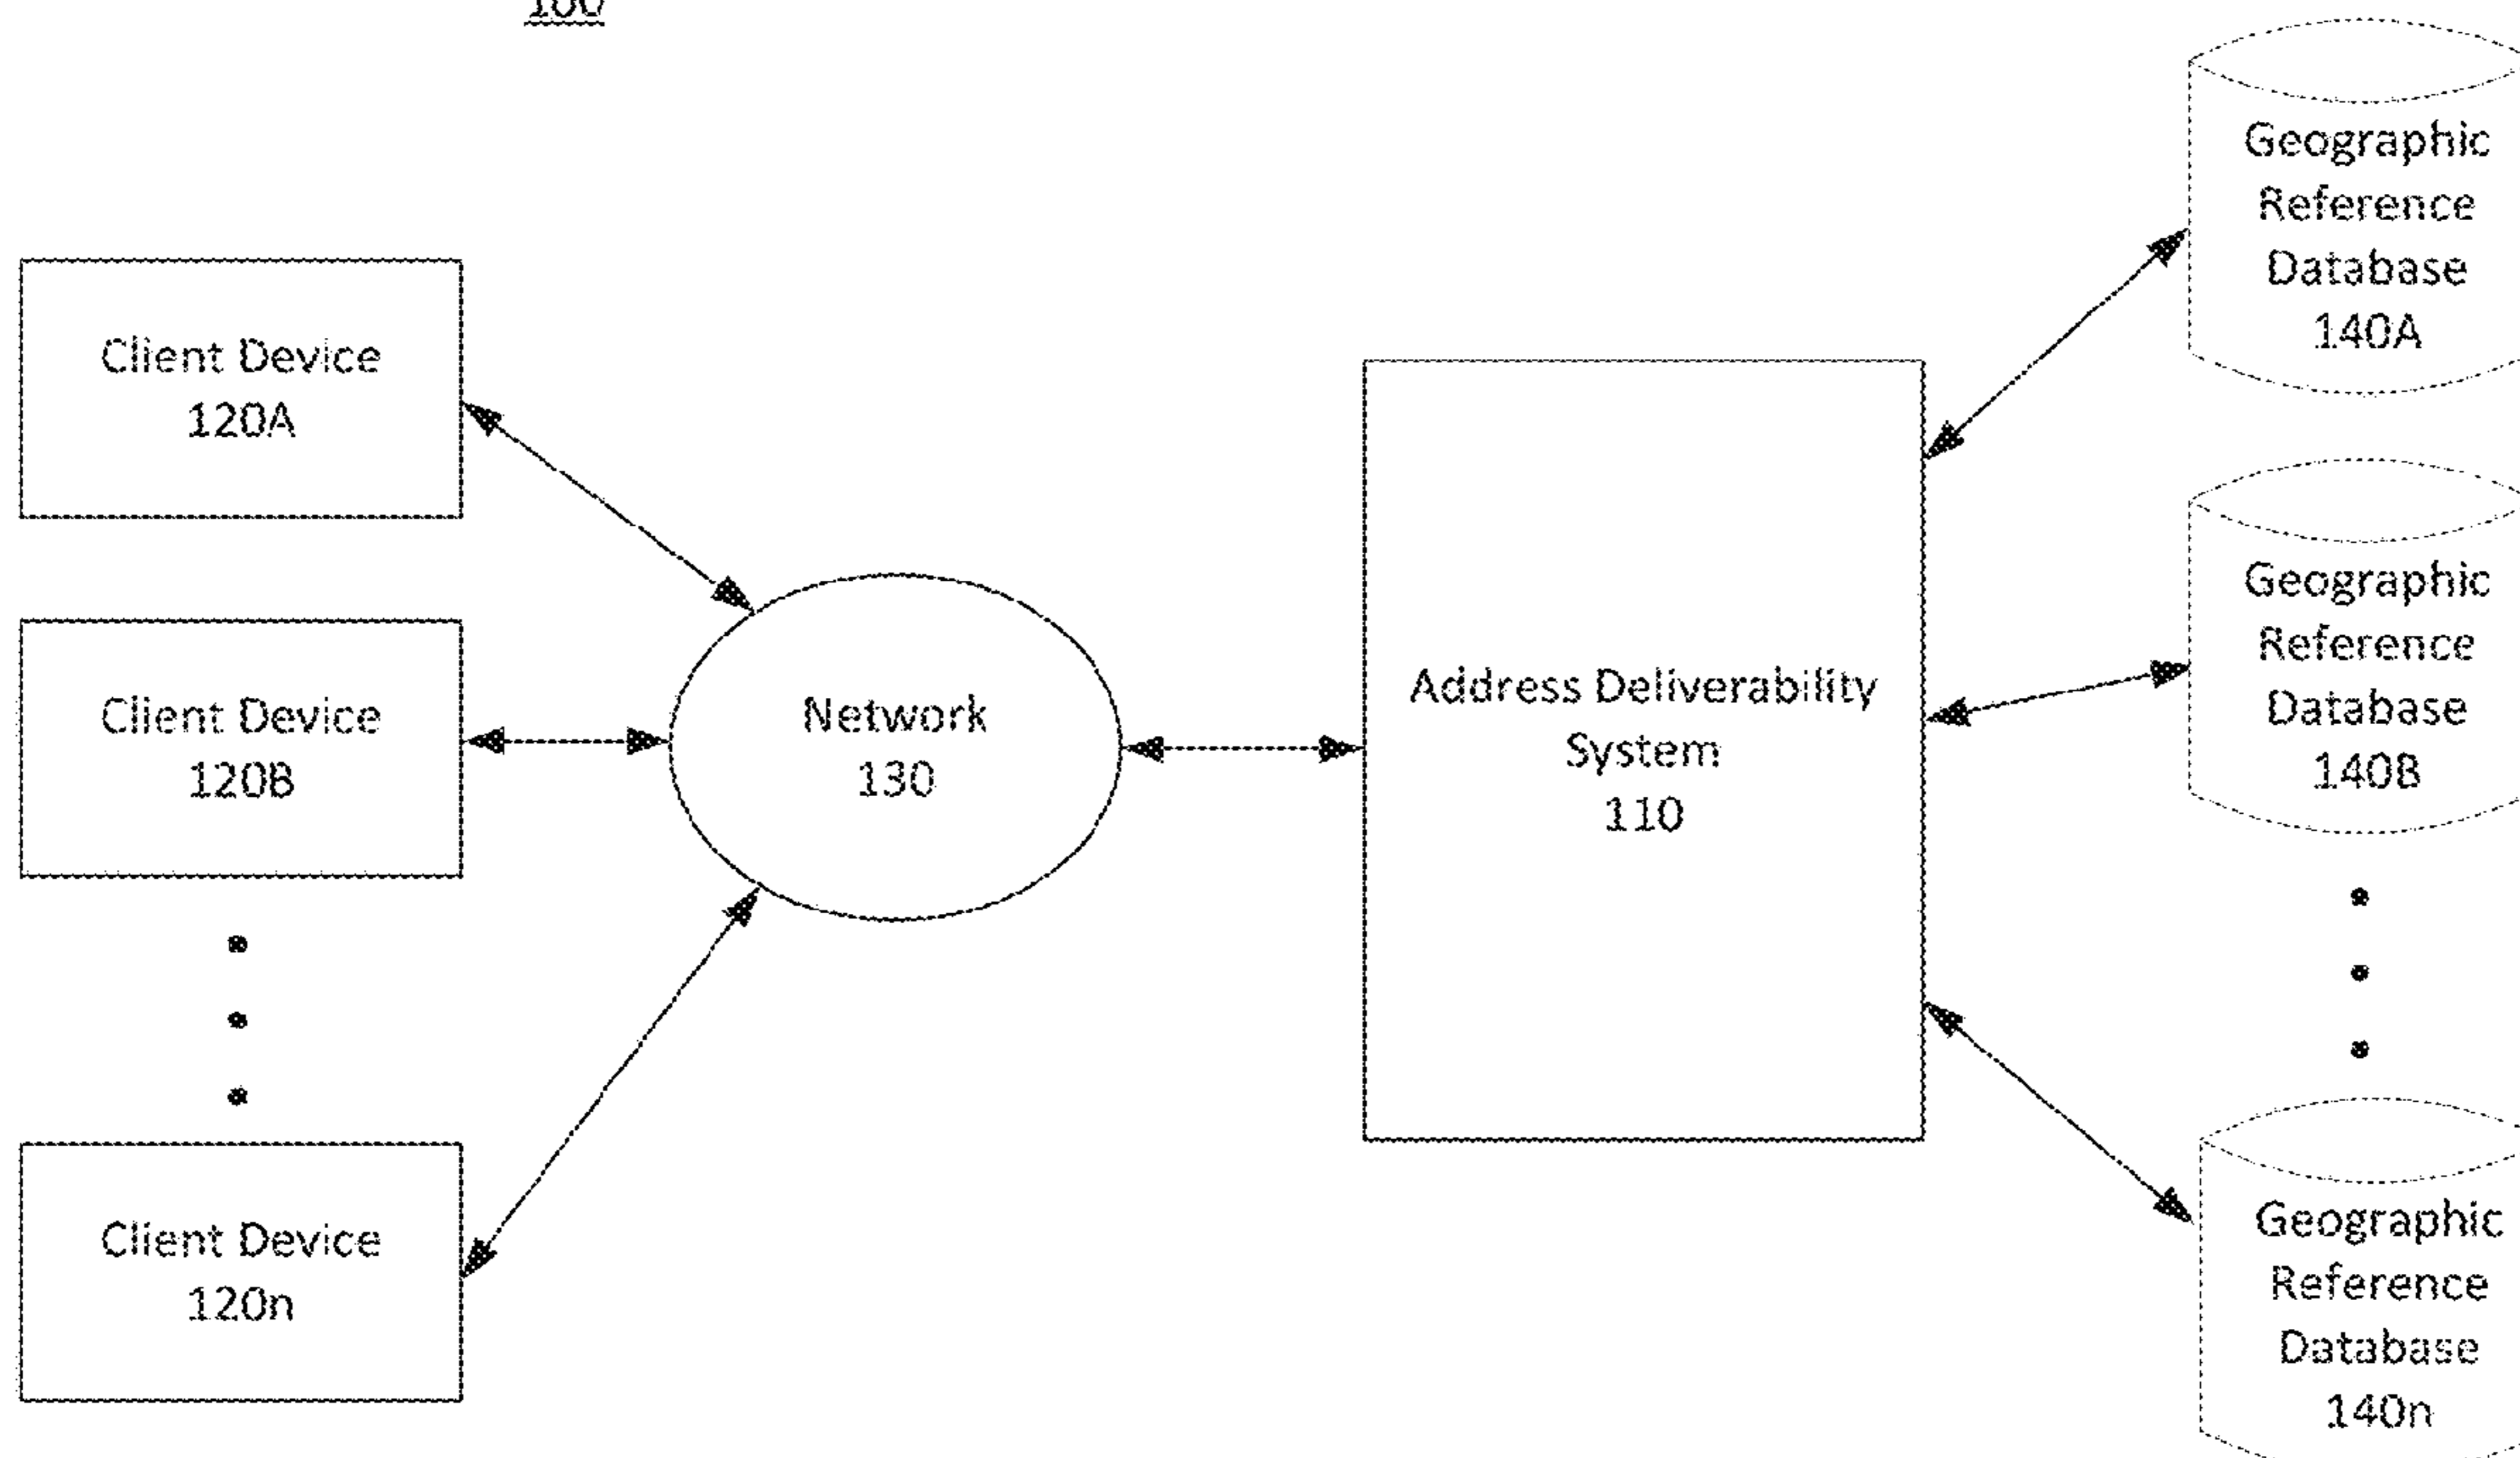 100
Client Device
120A
Client Device
120B
Client Device
120n
Network
130
Address Deliverability
System
110
Geographic
Reference
Database
140A
Geographic
Reference
Database
140B
Geographic
Reference
Database
140n